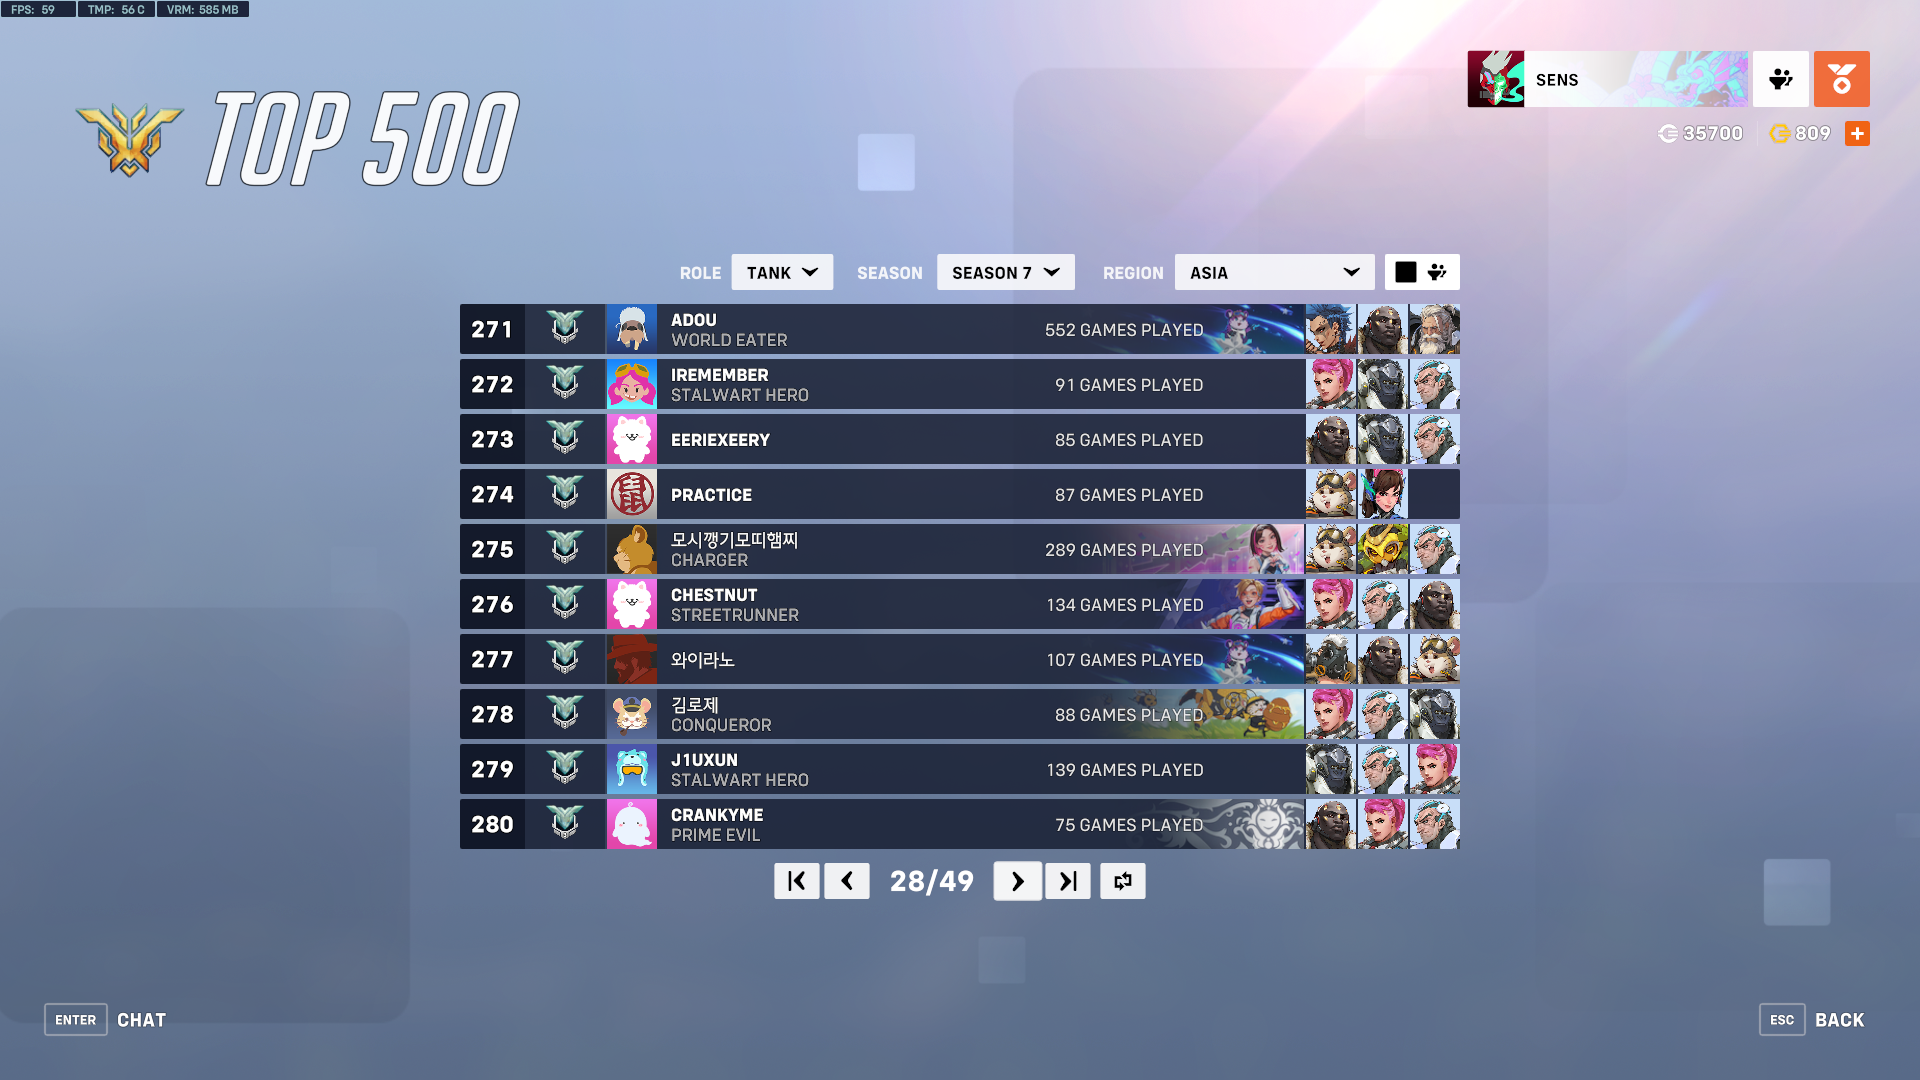 FPS: 59 TMP: 56 C VRM: 585 MB
TOP 500
SENS
35700 809
ROLE TANK SEASON SEASON 7 REGION ASIA
271 ADOU 552 GAMES PLAYED
WORLD EATER
272 IREMEMBER 91 GAMES PLAYED
STALWART HERO
273 EERIEXEERY 85 GAMES PLAYED
274 鼠 PRACTICE 87 GAMES PLAYED
275 모시깽기모띠햄찌 289 GAMES PLAYED
CHARGER
276 CHESTNUT 134 GAMES PLAYED
STREETRUNNER
277 와이라노 107 GAMES PLAYED
278 김로제 88 GAMES PLAYED
CONQUEROR
279 J1UXUN 139 GAMES PLAYED
STALWART HERO
280 CRANKYME 75 GAMES PLAYED
PRIME EVIL
28/49
ENTER CHAT
ESC BACK